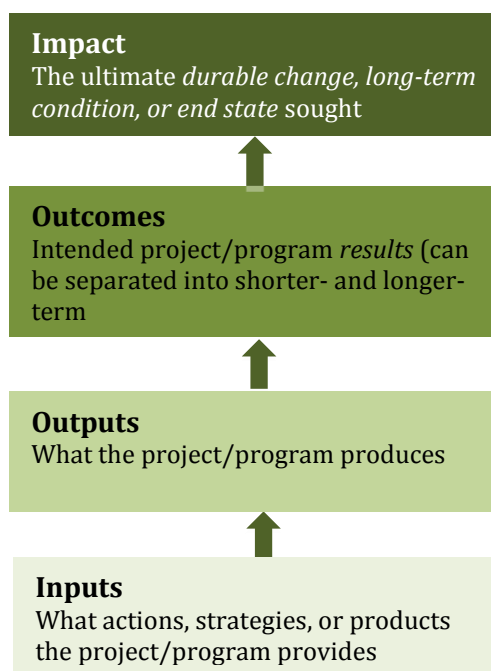 Impact
The ultimate durable change, long-term
condition, or end state sought
Outcomes
Intended project/program results (can
be separated into shorter- and longer-
term
Outputs
What the project/program produces
Inputs
What actions, strategies, or products
the project/program provides